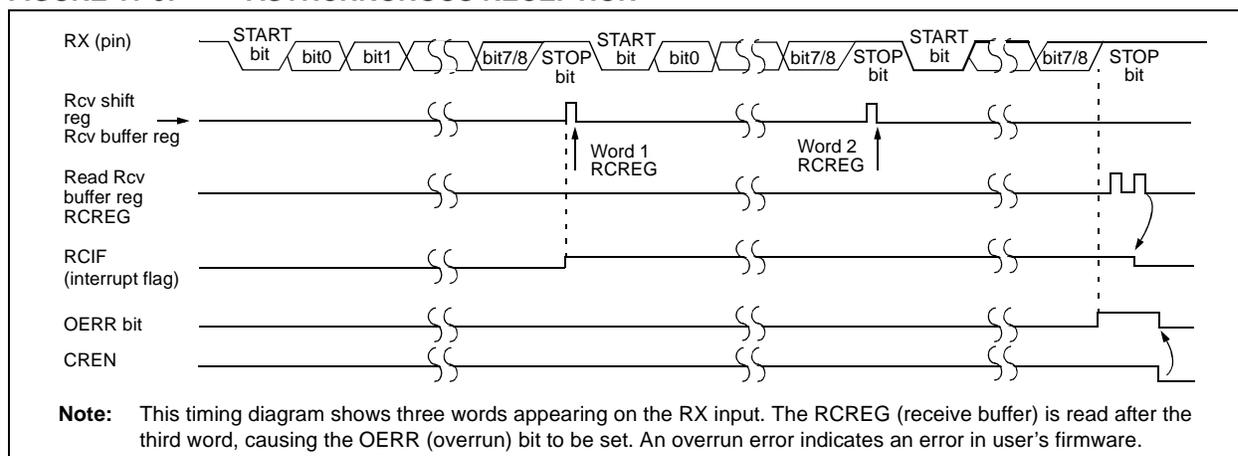 RX (pin)
START
bit
bit0
bit1
bit7/8
STOP
bit
START
bit
bit0
bit7/8
STOP
bit
START
bit
bit7/8
STOP
bit
Rcv shift
reg
Rcv buffer reg
Word 1
RCREG
Word 2
RCREG
Read Rcv
buffer reg
RCREG
RCIF
(interrupt flag)
OERR bit
CREN
Note: This timing diagram shows three words appearing on the RX input. The RCREG (receive buffer) is read after the
third word, causing the OERR (overrun) bit to be set. An overrun error indicates an error in user's firmware.